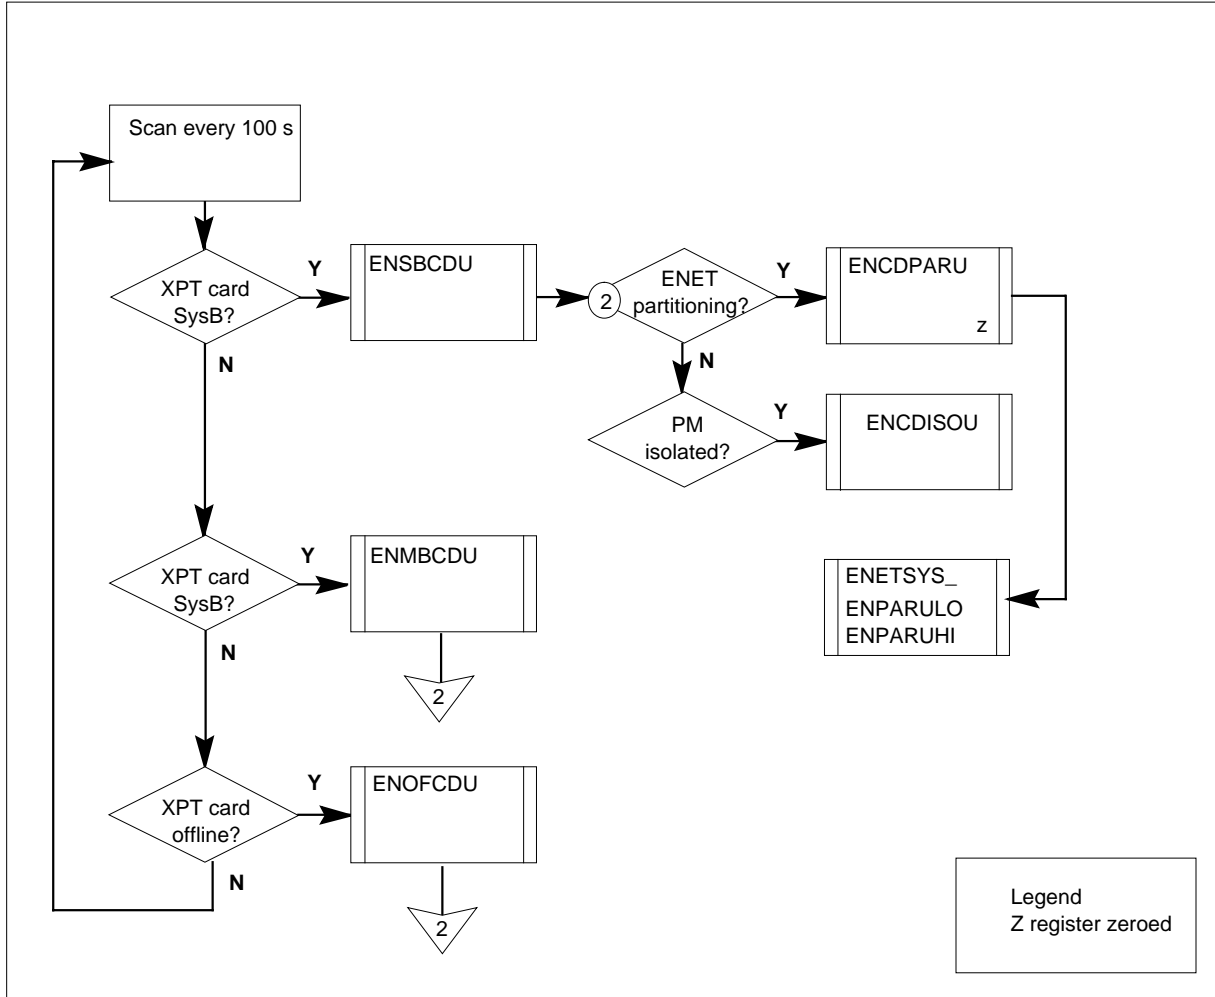 Scan every 100 s
XPT card
SysB?
Y
N
ENSBCDU
2
ENET
partitioning?
Y
N
ENCDPARU
z
PM
isolated?
Y
ENCDISOU
XPT card
SysB?
Y
N
ENMBCDU
2
ENETSYS_
ENPARULO
ENPARUHI
XPT card
offline?
Y
N
ENOFCDU
2
Legend
Z register zeroed